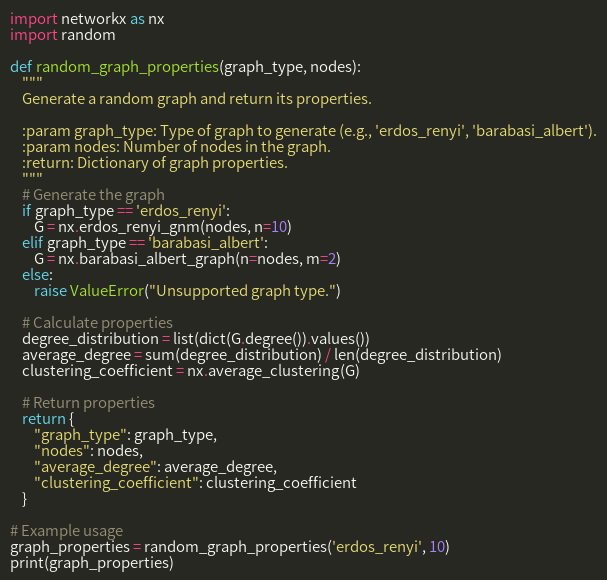 import networkx as nx
import random

def random_graph_properties(graph_type, nodes):
    """
    Generate a random graph and return its properties.

    :param graph_type: Type of graph to generate (e.g., 'erdos_renyi', 'barabasi_albert').
    :param nodes: Number of nodes in the graph.
    :return: Dictionary of graph properties.
    """
    # Generate the graph
    if graph_type == 'erdos_renyi':
        G = nx.erdos_renyi_gnm(nodes, n=10)
    elif graph_type == 'barabasi_albert':
        G = nx.barabasi_albert_graph(n=nodes, m=2)
    else:
        raise ValueError("Unsupported graph type.")

    # Calculate properties
    degree_distribution = list(dict(G.degree()).values())
    average_degree = sum(degree_distribution) / len(degree_distribution)
    clustering_coefficient = nx.average_clustering(G)

    # Return properties
    return {
        "graph_type": graph_type,
        "nodes": nodes,
        "average_degree": average_degree,
        "clustering_coefficient": clustering_coefficient
    }

# Example usage
graph_properties = random_graph_properties('erdos_renyi', 10)
print(graph_properties)